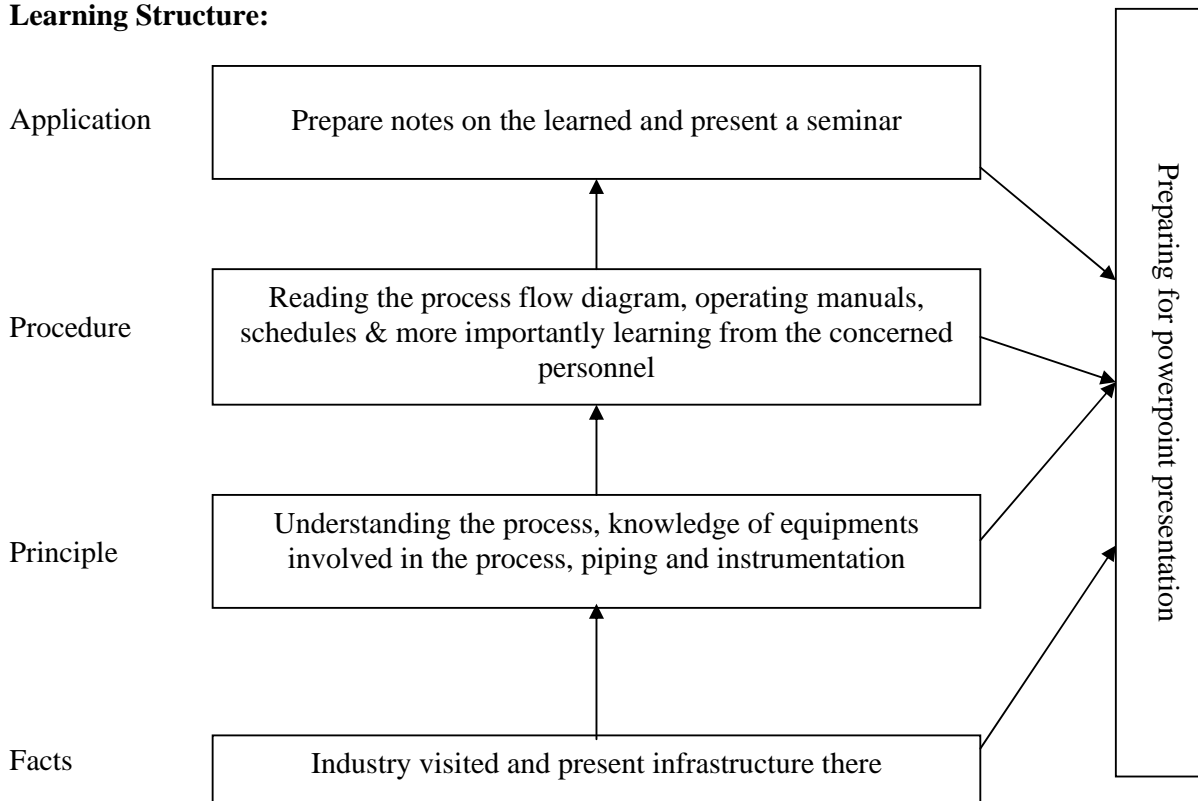 Learning Structure:
Application
Prepare notes on the learned and present a seminar
Procedure
Reading the process flow diagram, operating manuals,
schedules & more importantly learning from the concerned
personnel
Principle
Understanding the process, knowledge of equipments
involved in the process, piping and instrumentation
Facts
Industry visited and present infrastructure there
Preparing for powerpoint presentation